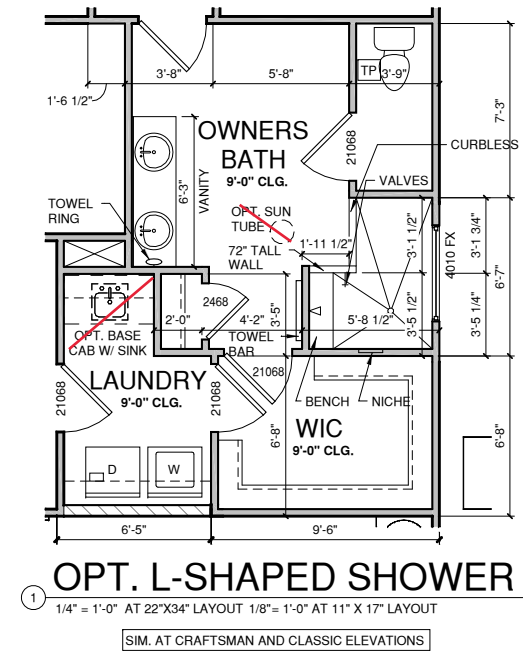 3'-8"
5'-8"
TP
3'-9"
1'-6 1/2"
7'-3"
OWNERS
BATH
9'-0" CLG.
21068
CURBLESS
VALVES
6'-3"
VANITY
TOWEL
RING
OPT. SUN
TUBE
72" TALL
WALL
1'-11 1/2"
3'-1 1/2"
4010 FX
3'-1 3/4"
6'-7"
2468
2'-0"
4'-2"
3'-5"
5'-8 1/2"
3'-5 1/2"
3'-5 1/4"
OPT. BASE
CAB W/ SINK
TOWEL
BAR
LAUNDRY
9'-0" CLG.
21068
21068
21068
BENCH
NICHE
WIC
9'-0" CLG.
6'-8"
6'-8"
D
W
6'-5"
9'-6"
OPT. L-SHAPED SHOWER
1
1/4" = 1'-0" AT 22"X34" LAYOUT 1/8"= 1'-0" AT 11" X 17" LAYOUT
SIM. AT CRAFTSMAN AND CLASSIC ELEVATIONS